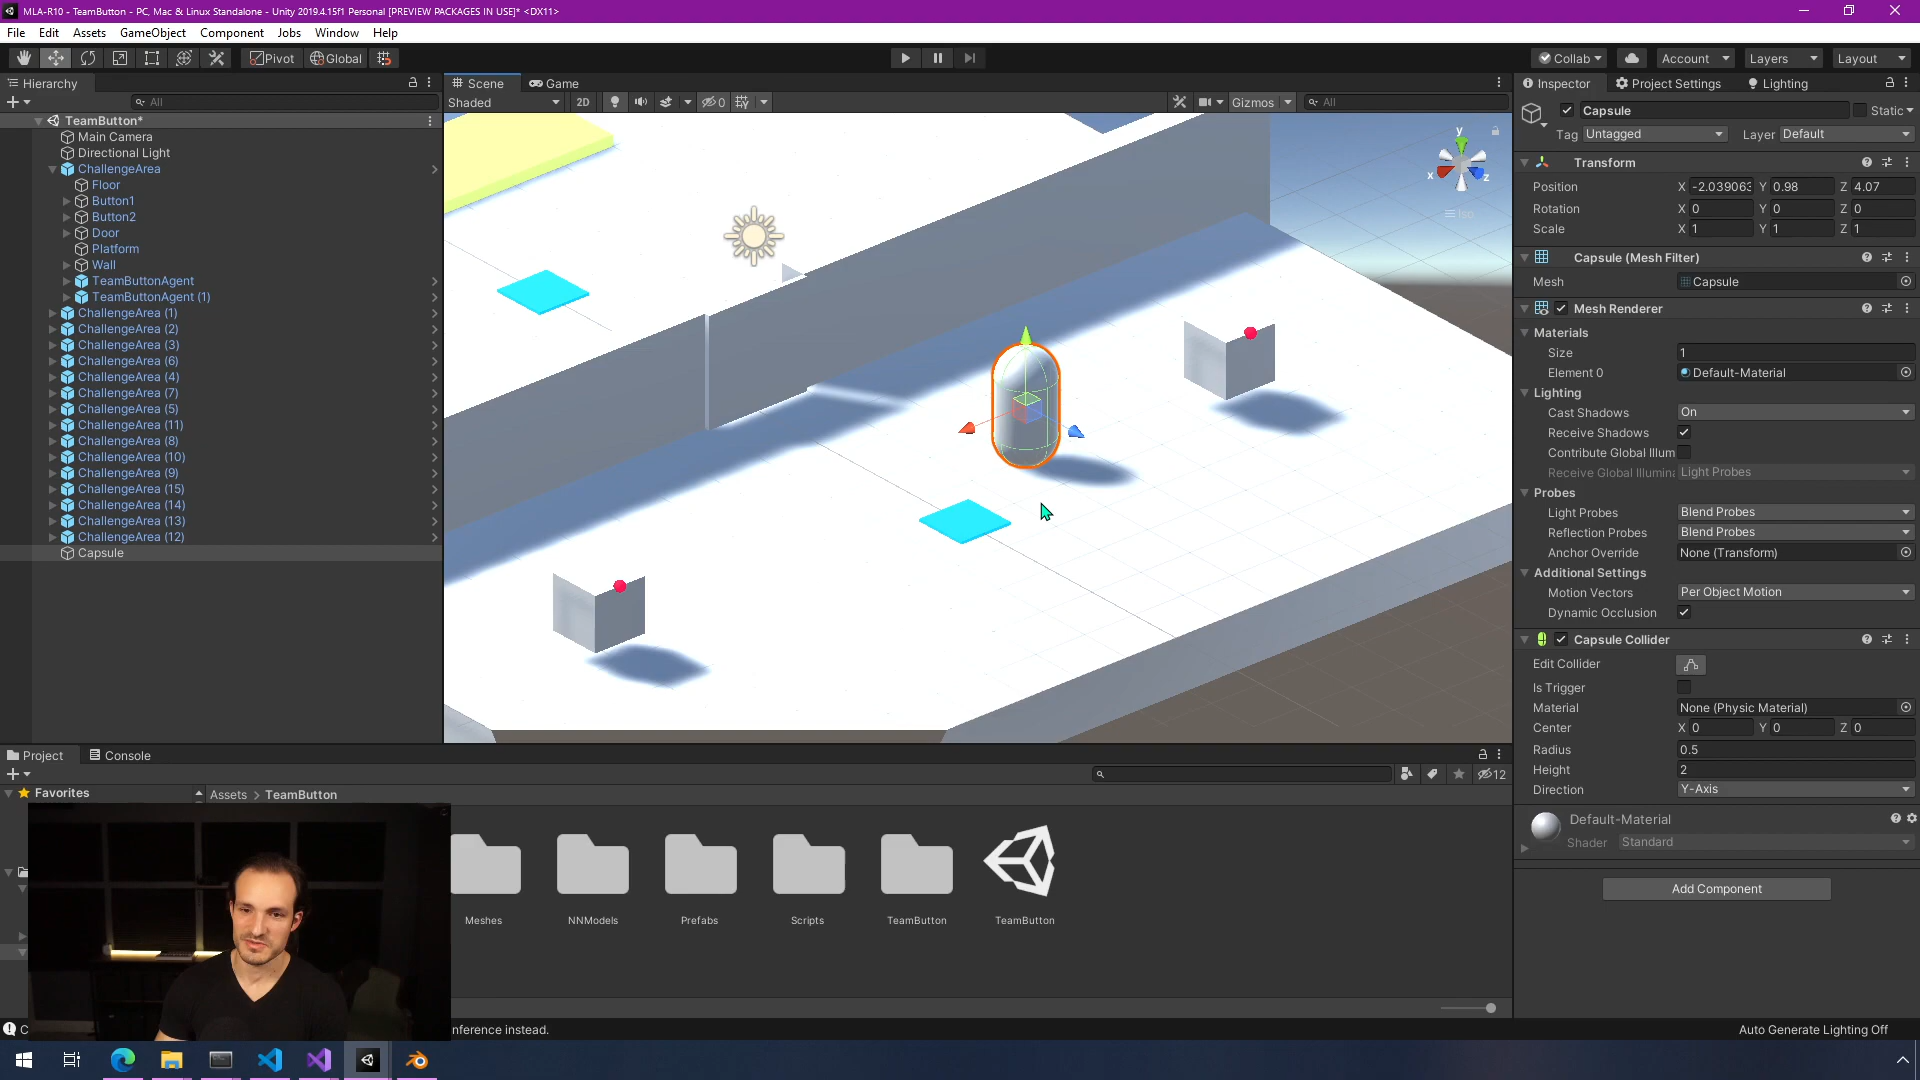 MLA-R10 - TeamButton - PC, Mac & Linux Standalone - Unity 2019.4.15f1 Personal [PREVIEW PACKAGES IN USE]* <DX11>
File Edit Assets GameObject Component Jobs Window Help
Pivot Global Collab Account Layers Layout
Hierarchy
All
TeamButton*
Main Camera
Directional Light
ChallengeArea
Floor
Button1
Button2
Door
Platform
Wall
TeamButtonAgent
TeamButtonAgent (1)
ChallengeArea (1)
ChallengeArea (2)
ChallengeArea (3)
ChallengeArea (6)
ChallengeArea (4)
ChallengeArea (7)
ChallengeArea (5)
ChallengeArea (11)
ChallengeArea (8)
ChallengeArea (10)
ChallengeArea (9)
ChallengeArea (15)
ChallengeArea (14)
ChallengeArea (13)
ChallengeArea (12)
Capsule
Scene Game
Shaded 2D 0 Gizmos All
y
x z
Iso
Inspector Project Settings Lighting
Capsule Static
Tag Untagged Layer Default
Transform
Position X -2.039063 Y 0.98 Z 4.07
Rotation X 0 Y 0 Z 0
Scale X 1 Y 1 Z 1
Capsule (Mesh Filter)
Mesh Capsule
Mesh Renderer
Materials
Size 1
Element 0 Default-Material
Lighting
Cast Shadows On
Receive Shadows
Contribute Global Illum
Receive Global Illumina Light Probes
Probes
Light Probes Blend Probes
Reflection Probes Blend Probes
Anchor Override None (Transform)
Additional Settings
Motion Vectors Per Object Motion
Dynamic Occlusion
Capsule Collider
Edit Collider
Is Trigger
Material None (Physic Material)
Center X 0 Y 0 Z 0
Radius 0.5
Height 2
Direction Y-Axis
Default-Material
Shader Standard
Add Component
Project Console
12
Favorites
Assets > TeamButton
Meshes NNModels Prefabs Scripts TeamButton TeamButton
C nference instead.
Auto Generate Lighting Off